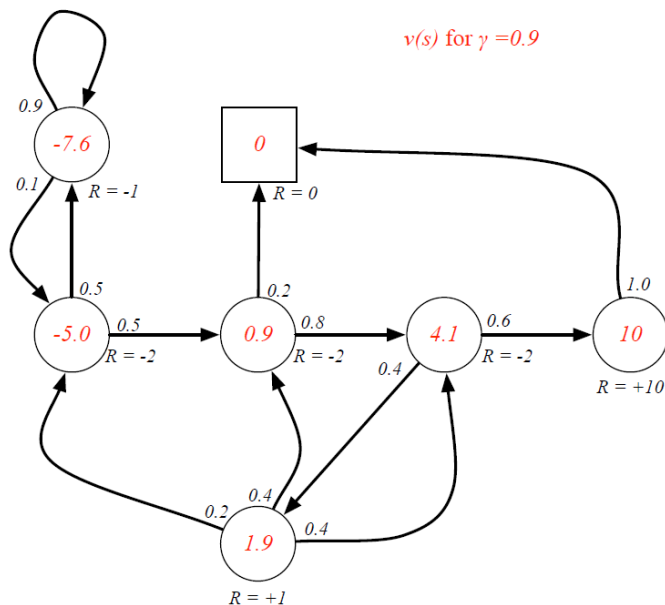 v(s) for γ =0.9
0.9
-7.6
0
0.1
R = -1
R = 0
0.5
0.2
1.0
-5.0
0.5
0.9
0.8
4.1
0.6
10
R = -2
R = -2
0.4
R = -2
R = +10
0.4
0.2
0.4
1.9
R = +1